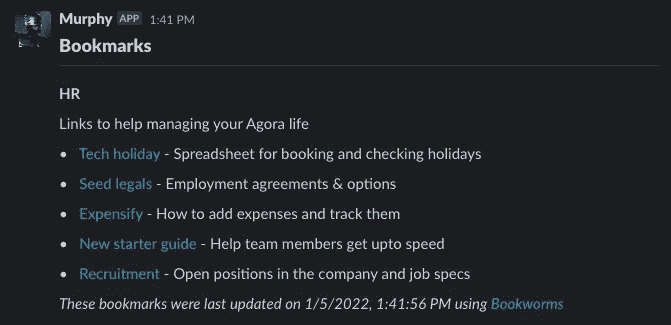 Murphy APP 1:41 PM
Bookmarks
HR
Links to help managing your Agora life
• Tech holiday - Spreadsheet for booking and checking holidays
• Seed legals - Employment agreements & options
• Expensify - How to add expenses and track them
• New starter guide - Help team members get upto speed
• Recruitment - Open positions in the company and job specs
These bookmarks were last updated on 1/5/2022, 1:41:56 PM using Bookworms